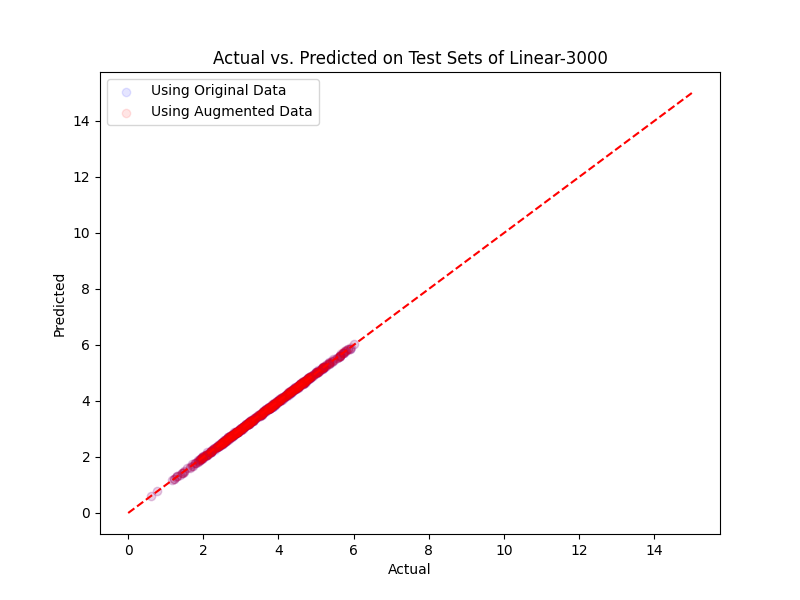 Actual vs. Predicted on Test Sets of Linear-3000
Using Original Data
Using Augmented Data
14
12
10
8
6
4
2
0
Predicted
0 2 4 6 8 10 12 14
Actual